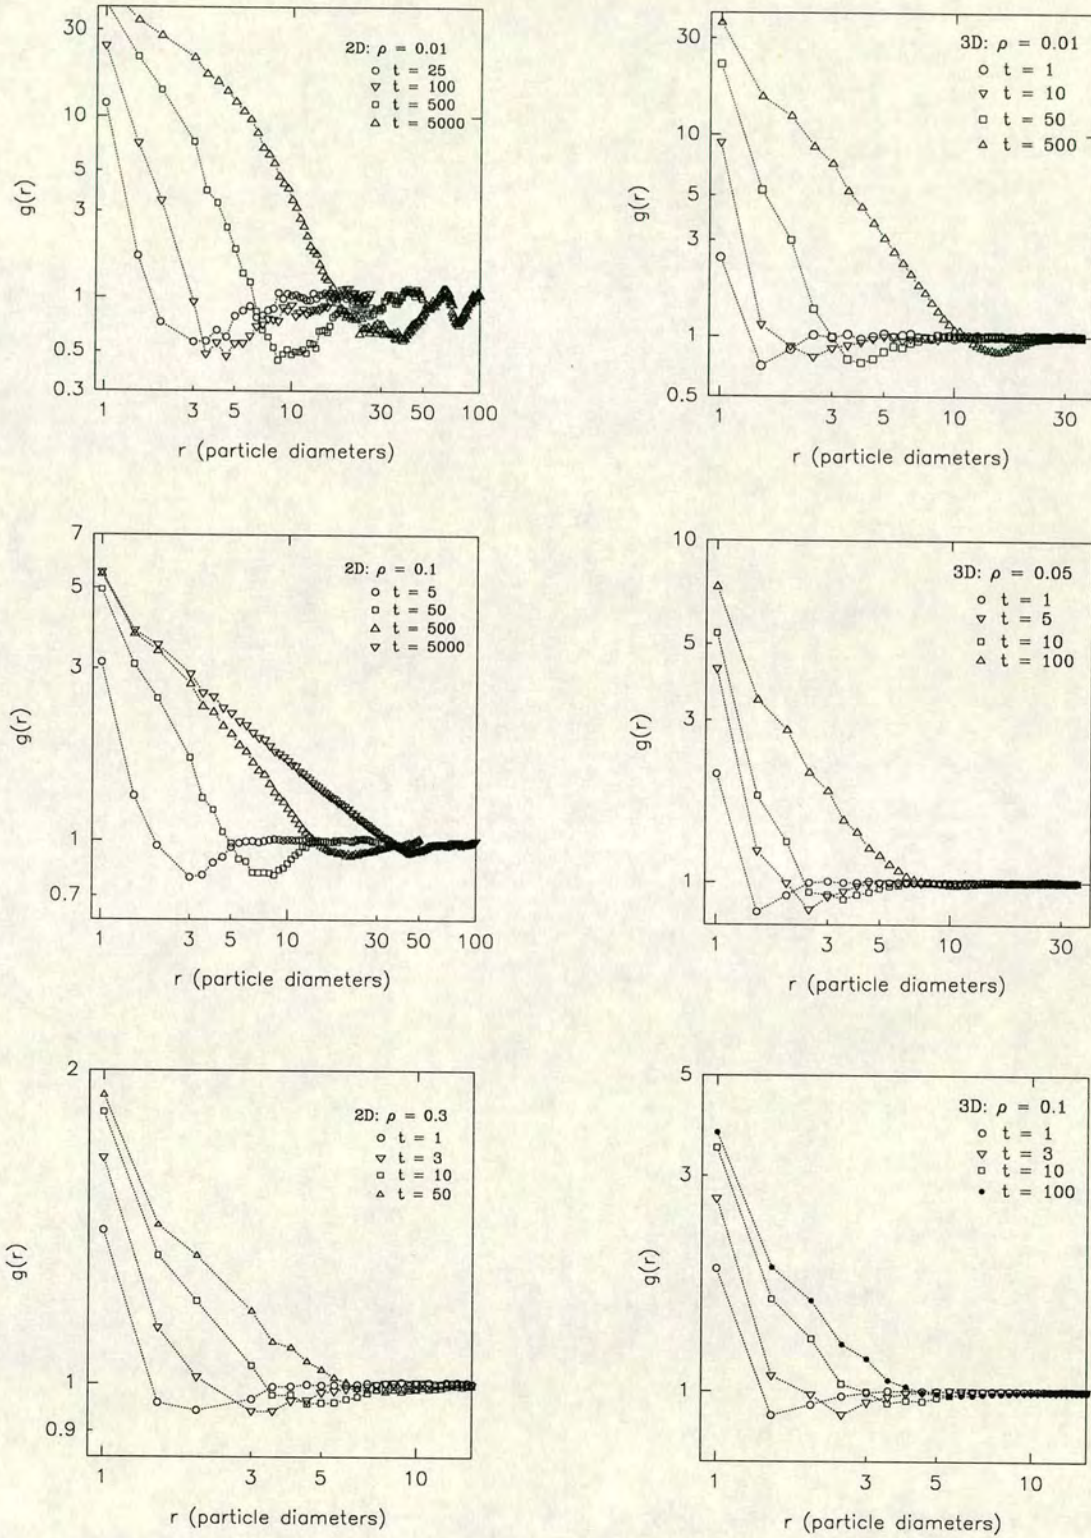 30
10
5
3
1
0.5
0.3
g(r)
2D: ρ = 0.01
○ t = 25
▽ t = 100
□ t = 500
△ t = 5000
1 3 5 10 30 50 100
r (particle diameters)
30
10
5
3
1
0.5
g(r)
3D: ρ = 0.01
○ t = 1
▽ t = 10
□ t = 50
△ t = 500
1 3 5 10 30
r (particle diameters)
7
5
3
1
0.7
g(r)
2D: ρ = 0.1
○ t = 5
□ t = 50
△ t = 500
▽ t = 5000
1 3 5 10 30 50 100
r (particle diameters)
10
5
3
1
g(r)
3D: ρ = 0.05
○ t = 1
▽ t = 5
□ t = 10
△ t = 100
1 3 5 10 30
r (particle diameters)
2
1
0.9
g(r)
2D: ρ = 0.3
○ t = 1
▽ t = 3
□ t = 10
△ t = 50
1 3 5 10
r (particle diameters)
5
3
1
g(r)
3D: ρ = 0.1
○ t = 1
▽ t = 3
□ t = 10
● t = 100
1 3 5 10
r (particle diameters)